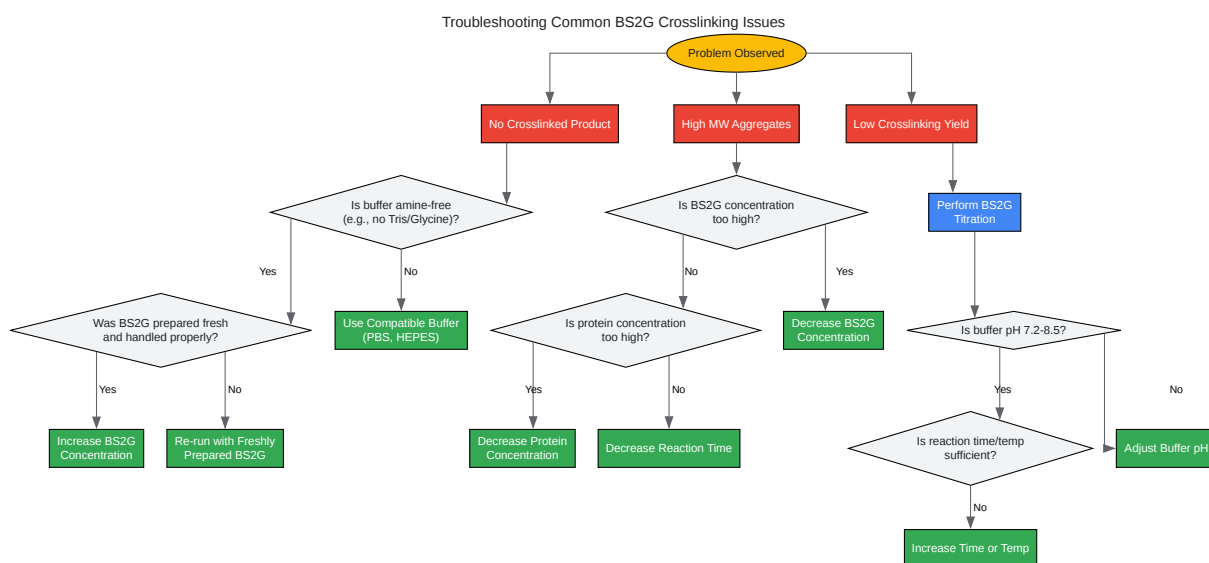 Troubleshooting Common BS2G Crosslinking Issues
Problem Observed
No Crosslinked Product
High MW Aggregates
Low Crosslinking Yield
Is buffer amine-free
(e.g., no Tris/Glycine)?
Is BS2G concentration
too high?
Perform BS2G
Titration
Yes
No
No
Yes
Was BS2G prepared fresh
and handled properly?
Use Compatible Buffer
(PBS, HEPES)
Is protein concentration
too high?
Decrease BS2G
Concentration
Is buffer pH 7.2-8.5?
Yes
No
Yes
No
Yes
No
Increase BS2G
Concentration
Re-run with Freshly
Prepared BS2G
Decrease Protein
Concentration
Decrease Reaction Time
Is reaction time/temp
sufficient?
Adjust Buffer pH
No
Increase Time or Temp